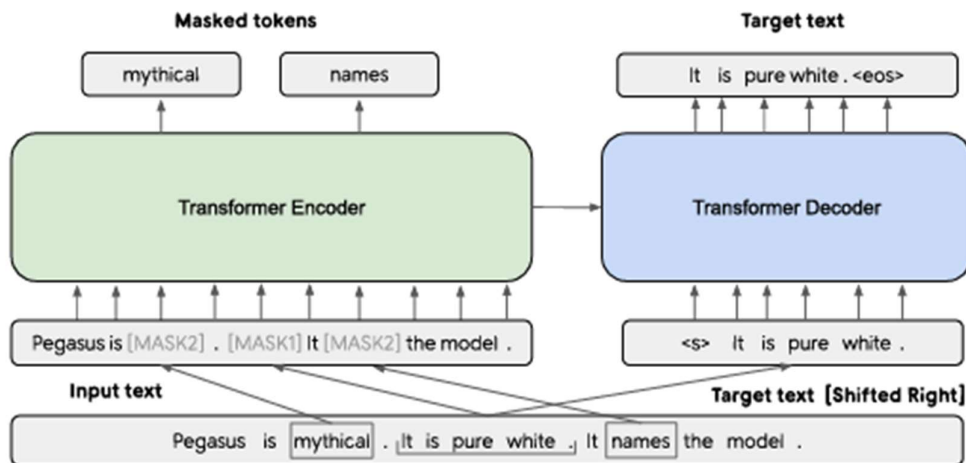 Masked tokens
Target text
mythical
names
It is pure white . <eos>
Transformer Encoder
Transformer Decoder
Pegasus is [MASK2] . [MASK1] It [MASK2] the model .
<s> It is pure white .
Input text
Target text [Shifted Right]
Pegasus is mythical . It is pure white . It names the model .